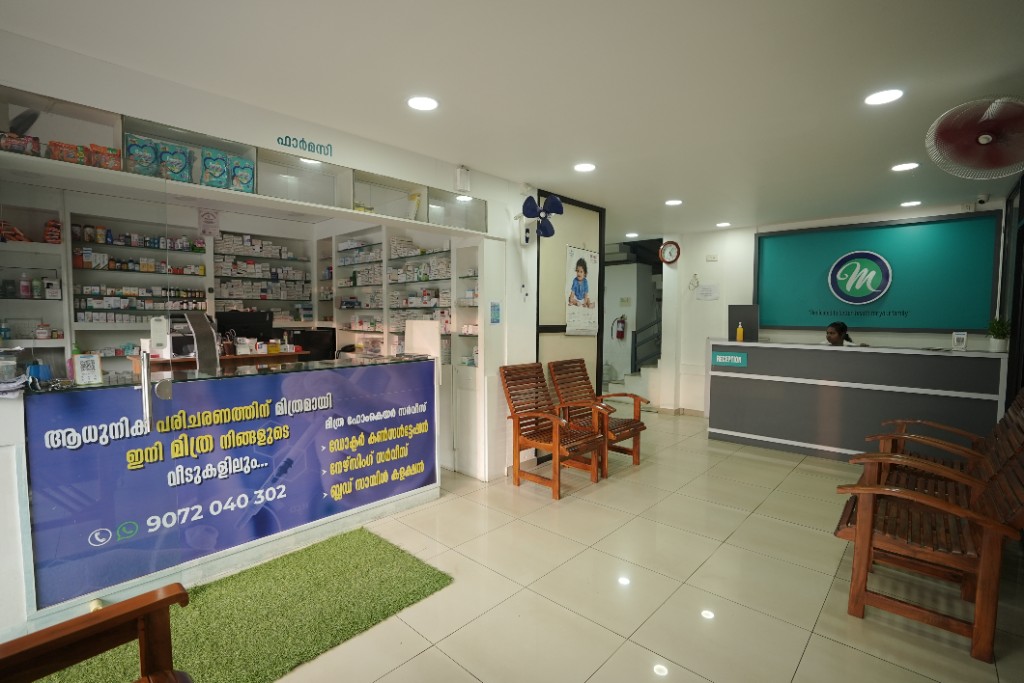 ഫാർമസി
ആധുനിക പരിചരണത്തിന് മിത്രമായി
ഇനി മിത്ര നിങ്ങളുടെ
വീടുകളിലും...
9072 040 302
മിത്ര ഹോംകെയർ സർവീസ്
ഡോക്ടർ കൺസൾട്ടേഷൻ
നേഴ്‌സിംഗ് സർവീസ്
ബ്ലഡ് സാമ്പിൾ കളക്ഷൻ
m
RECEPTION